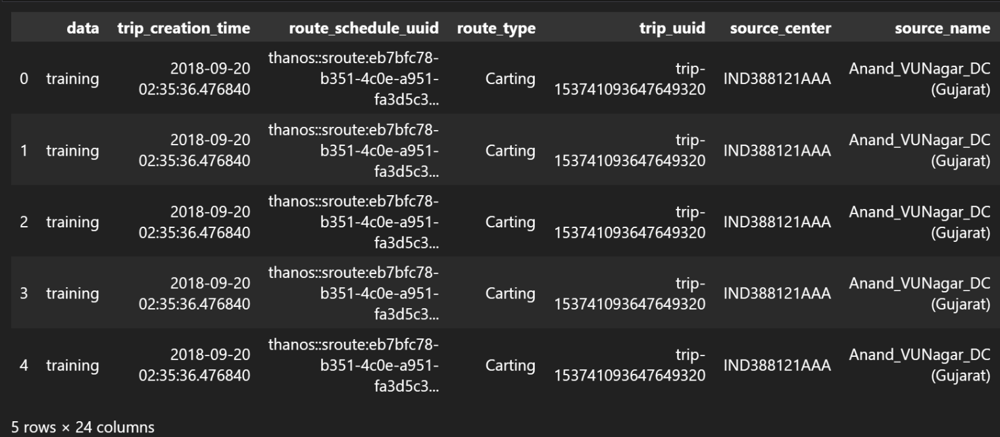 data trip_creation_time route_schedule_uuid route_type trip_uuid source_center source_name
0 training 2018-09-20 02:35:36.476840 thanos::sroute:eb7bfc78-b351-4c0e-a951-fa3d5c3... Carting trip-153741093647649320 IND388121AAA Anand_VUNagar_DC (Gujarat)
1 training 2018-09-20 02:35:36.476840 thanos::sroute:eb7bfc78-b351-4c0e-a951-fa3d5c3... Carting trip-153741093647649320 IND388121AAA Anand_VUNagar_DC (Gujarat)
2 training 2018-09-20 02:35:36.476840 thanos::sroute:eb7bfc78-b351-4c0e-a951-fa3d5c3... Carting trip-153741093647649320 IND388121AAA Anand_VUNagar_DC (Gujarat)
3 training 2018-09-20 02:35:36.476840 thanos::sroute:eb7bfc78-b351-4c0e-a951-fa3d5c3... Carting trip-153741093647649320 IND388121AAA Anand_VUNagar_DC (Gujarat)
4 training 2018-09-20 02:35:36.476840 thanos::sroute:eb7bfc78-b351-4c0e-a951-fa3d5c3... Carting trip-153741093647649320 IND388121AAA Anand_VUNagar_DC (Gujarat)
5 rows × 24 columns